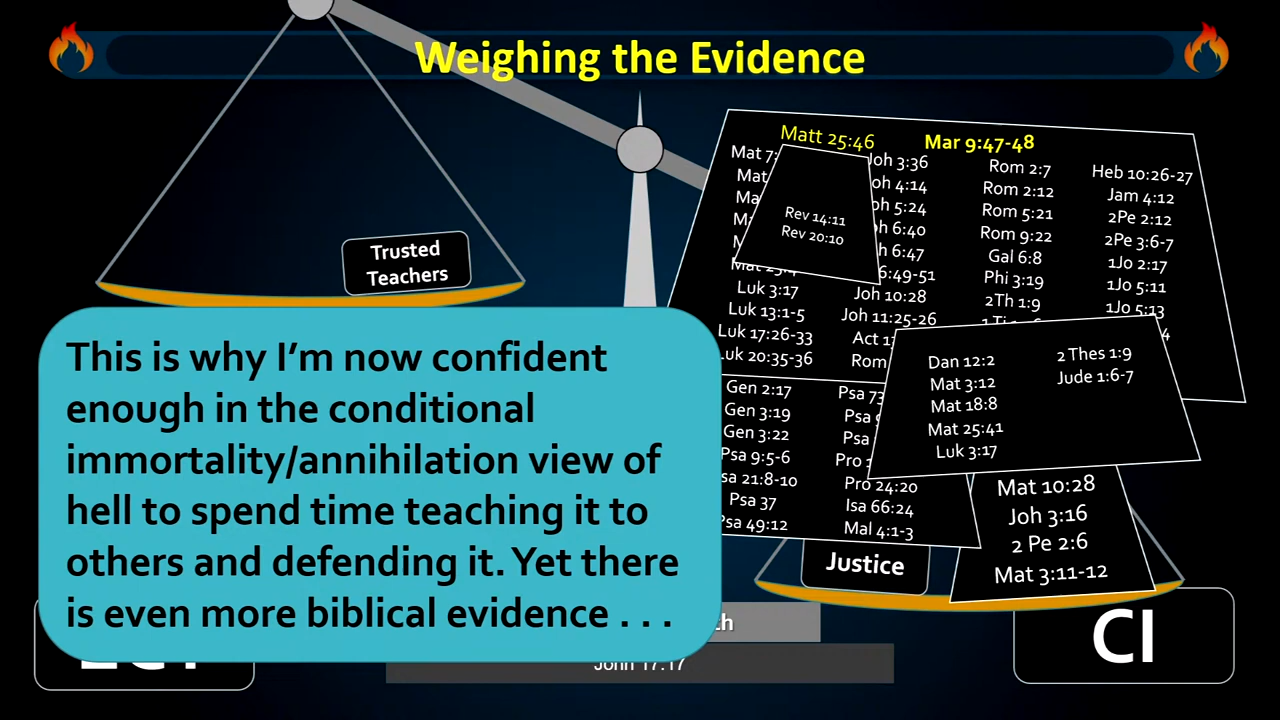 Weighing the Evidence
Trusted
Teachers
This is why I’m now confident
enough in the conditional
immortality/annihilation view of
hell to spend time teaching it to
others and defending it. Yet there
is even more biblical evidence . . .
Matt 25:46
Mar 9:47-48
Rev 14:11
Rev 20:10
Luk 3:17
Luk 13:1-5
Luk 17:26-33
Luk 20:35-36
Joh 3:36
Joh 4:14
Joh 5:24
Joh 6:40
Joh 6:47
6:49-51
Joh 10:28
Joh 11:25-26
Rom 2:7
Rom 2:12
Rom 5:21
Rom 9:22
Gal 6:8
Phi 3:19
2Th 1:9
Heb 10:26-27
Jam 4:12
2Pe 2:12
2Pe 3:6-7
1Jo 2:17
1Jo 5:11
1Jo 5:13
Dan 12:2
Mat 3:12
Mat 18:8
Mat 25:41
Luk 3:17
2 Thes 1:9
Jude 1:6-7
Gen 2:17
Gen 3:19
Gen 3:22
Psa 9:5-6
Psa 21:8-10
Psa 37
Psa 49:12
Psa 73
Pro 24:20
Isa 66:24
Mal 4:1-3
Mat 10:28
Joh 3:16
2 Pe 2:6
Mat 3:11-12
Justice
CI
John 17:17